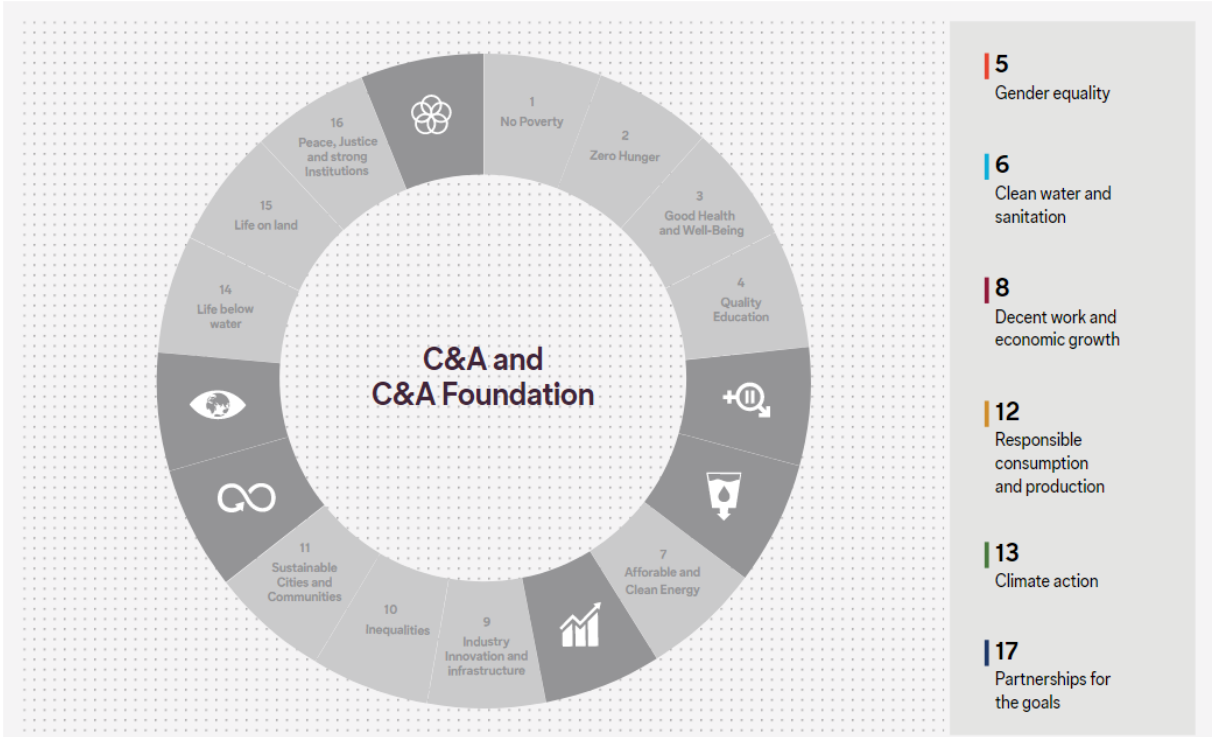 1
No Poverty
2
Zero Hunger
3
Good Health
and Well-Being
4
Quality
Education
7
Afforable and
Clean Energy
9
Industry
Innovation and
infrastructure
10
Inequalities
11
Sustainable
Cities and
Communities
14
Life below
water
15
Life on land
16
Peace, Justice
and strong
Institutions
C&A and
C&A Foundation
5
Gender equality
6
Clean water and
sanitation
8
Decent work and
economic growth
12
Responsible
consumption
and production
13
Climate action
17
Partnerships for
the goals